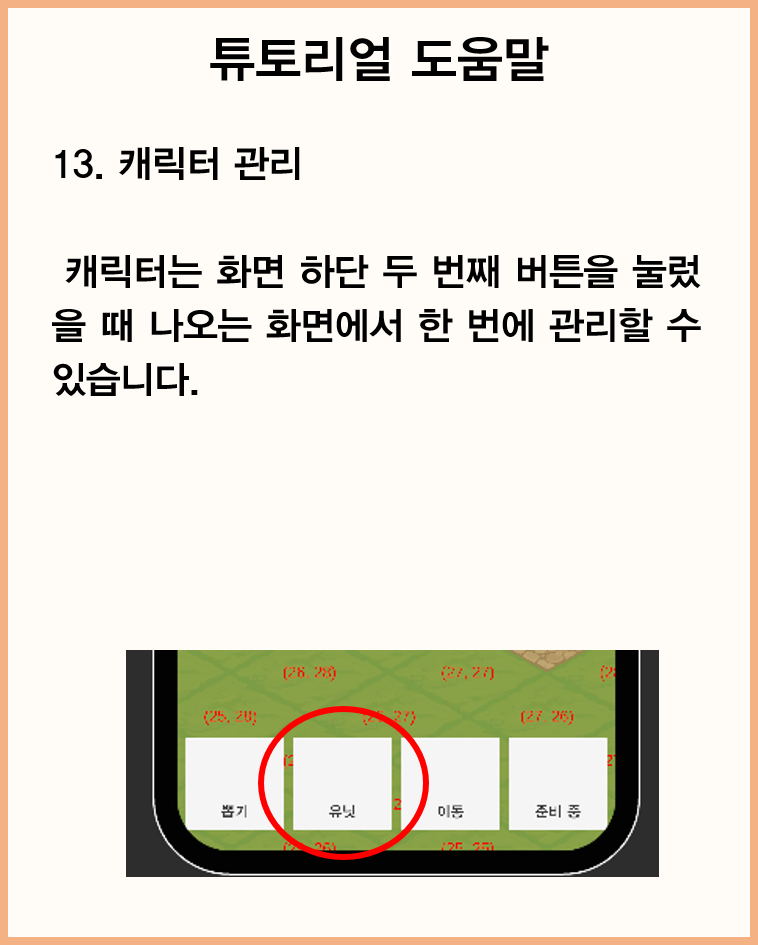 튜토리얼 도움말
13. 캐릭터 관리
캐릭터는 화면 하단 두 번째 버튼을 눌렀
을 때 나오는 화면에서 한 번에 관리할 수
있습니다.
(26, 28) (27, 27)
(25, 28) (27, 26)
뽑기 유닛 이동 준비 중
(25, 25)